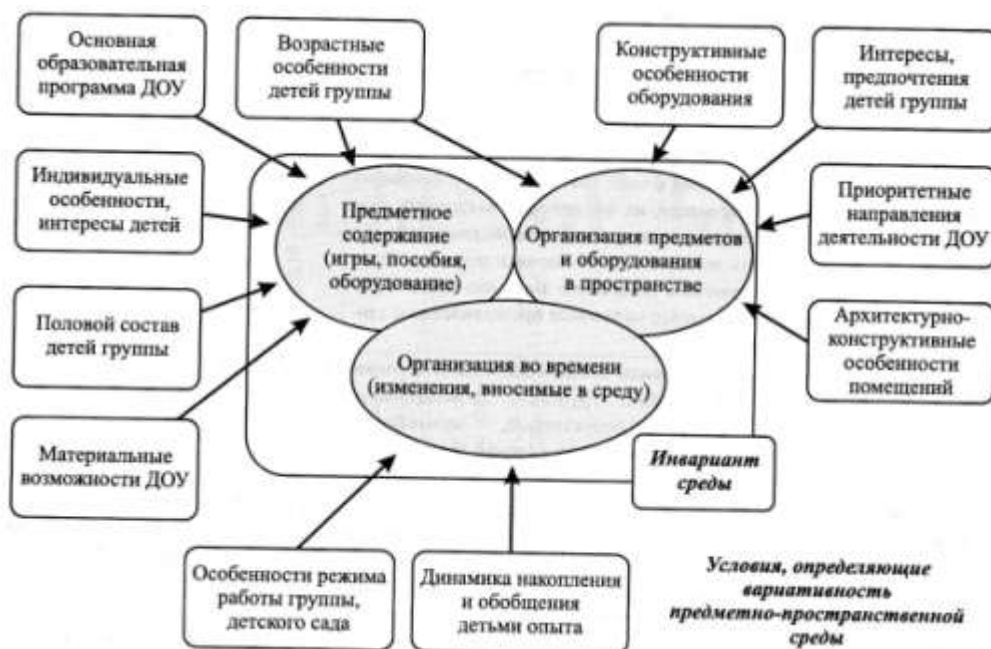 Основная
образовательная
программа ДОУ
Возрастные
особенности
детей группы
Конструктивные
особенности
оборудования
Интересы,
предпочтения
детей группы
Индивидуальные
особенности,
интересы детей
Предметное
содержание
(игры, пособия,
оборудование)
Организация предметов
и оборудования
в пространстве
Приоритетные
направления
деятельности ДОУ
Половой состав
детей группы
Организация во времени
(изменения, вносимые в среду)
Архитектурно-
конструктивные
особенности
помещений
Материальные
возможности ДОУ
Инвариант
среды
Особенности режима
работы группы,
детского сада
Динамика накопления
и обобщения
детьми опыта
Условия, определяющие
вариативность
предметно-пространственной
среды